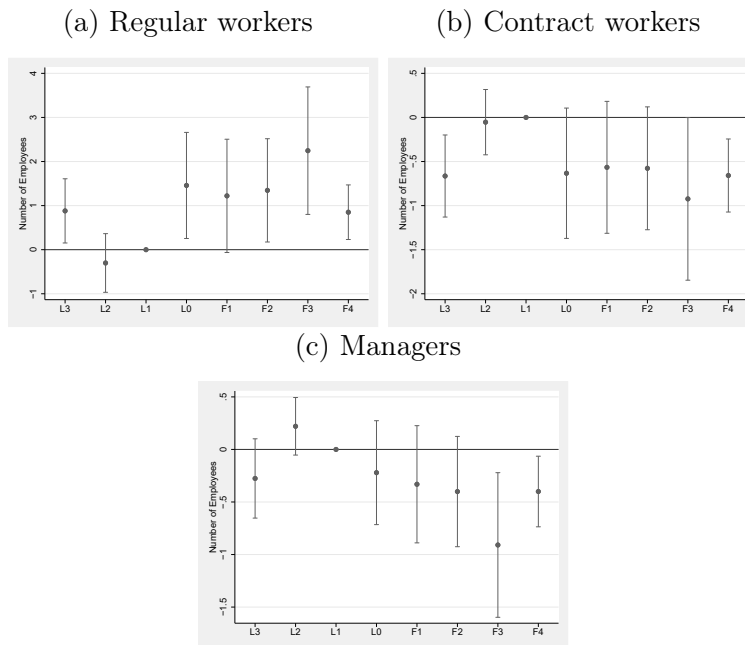 (a) Regular workers
Number of Employees
4
3
2
1
0
−1
L3 L2 L1 L0 F1 F2 F3 F4
(b) Contract workers
Number of Employees
.5
0
−.5
−1
−1.5
−2
L3 L2 L1 L0 F1 F2 F3 F4
(c) Managers
Number of Employees
.5
0
−.5
−1
−1.5
L3 L2 L1 L0 F1 F2 F3 F4